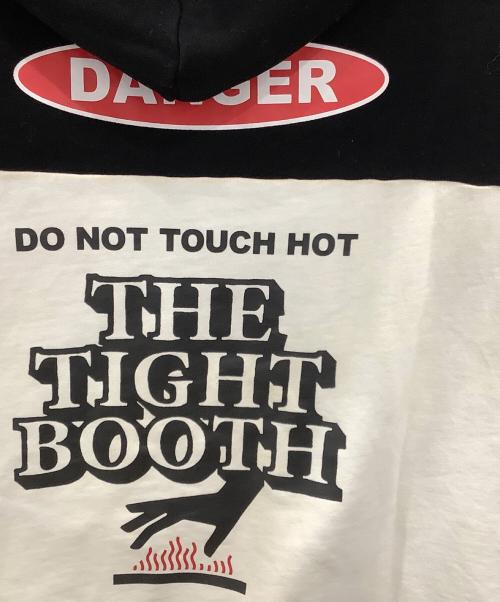 DANGER
DO NOT TOUCH HOT
THE
TIGHT
BOOTH